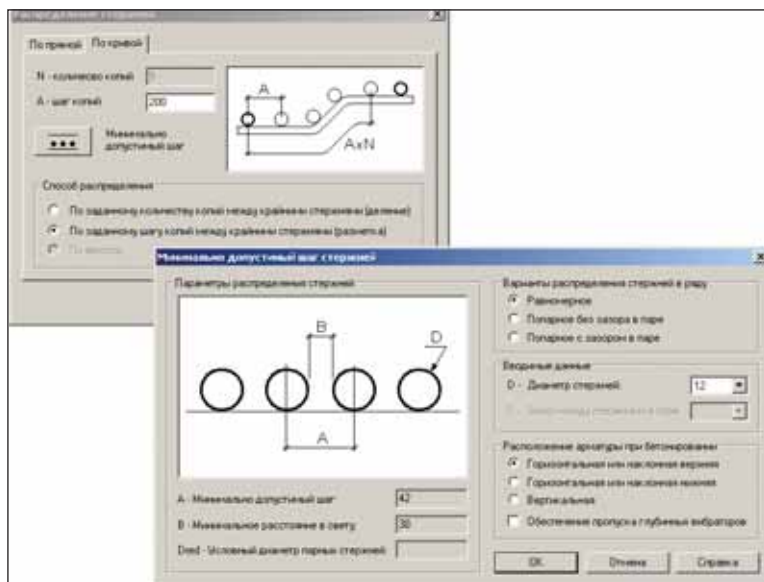 Распределение стержней
По прямой
По кривой
N - количесво копий
A - шаг копий
200
Минимально
допустимый шаг
A
AxN
Способ распределения
По заданному количеству копий между крайними стержнями (деление)
По заданному шагу копий между крайними стержнями (разметка)
Минимально допустимый шаг стержней
Параметры распределения стержней
B
D
A
A - Минимально допустимый шаг
42
B - Минимальное расстояние в свету
30
Dred - Условный диаметр парных стержней
Варианты распределения стержней в ряду
Равномерное
Попарное без зазора в паре
Попарное с зазором в паре
Вводимые данные
D - Диаметр стержней:
12
Расположение арматуры при бетонировании
Горизонтальная или наклонная верхняя
Горизонтальная или наклонная нижняя
Вертикальная
Обеспечение пропуска глубинных вибраторов
OK
Отмена
Справка